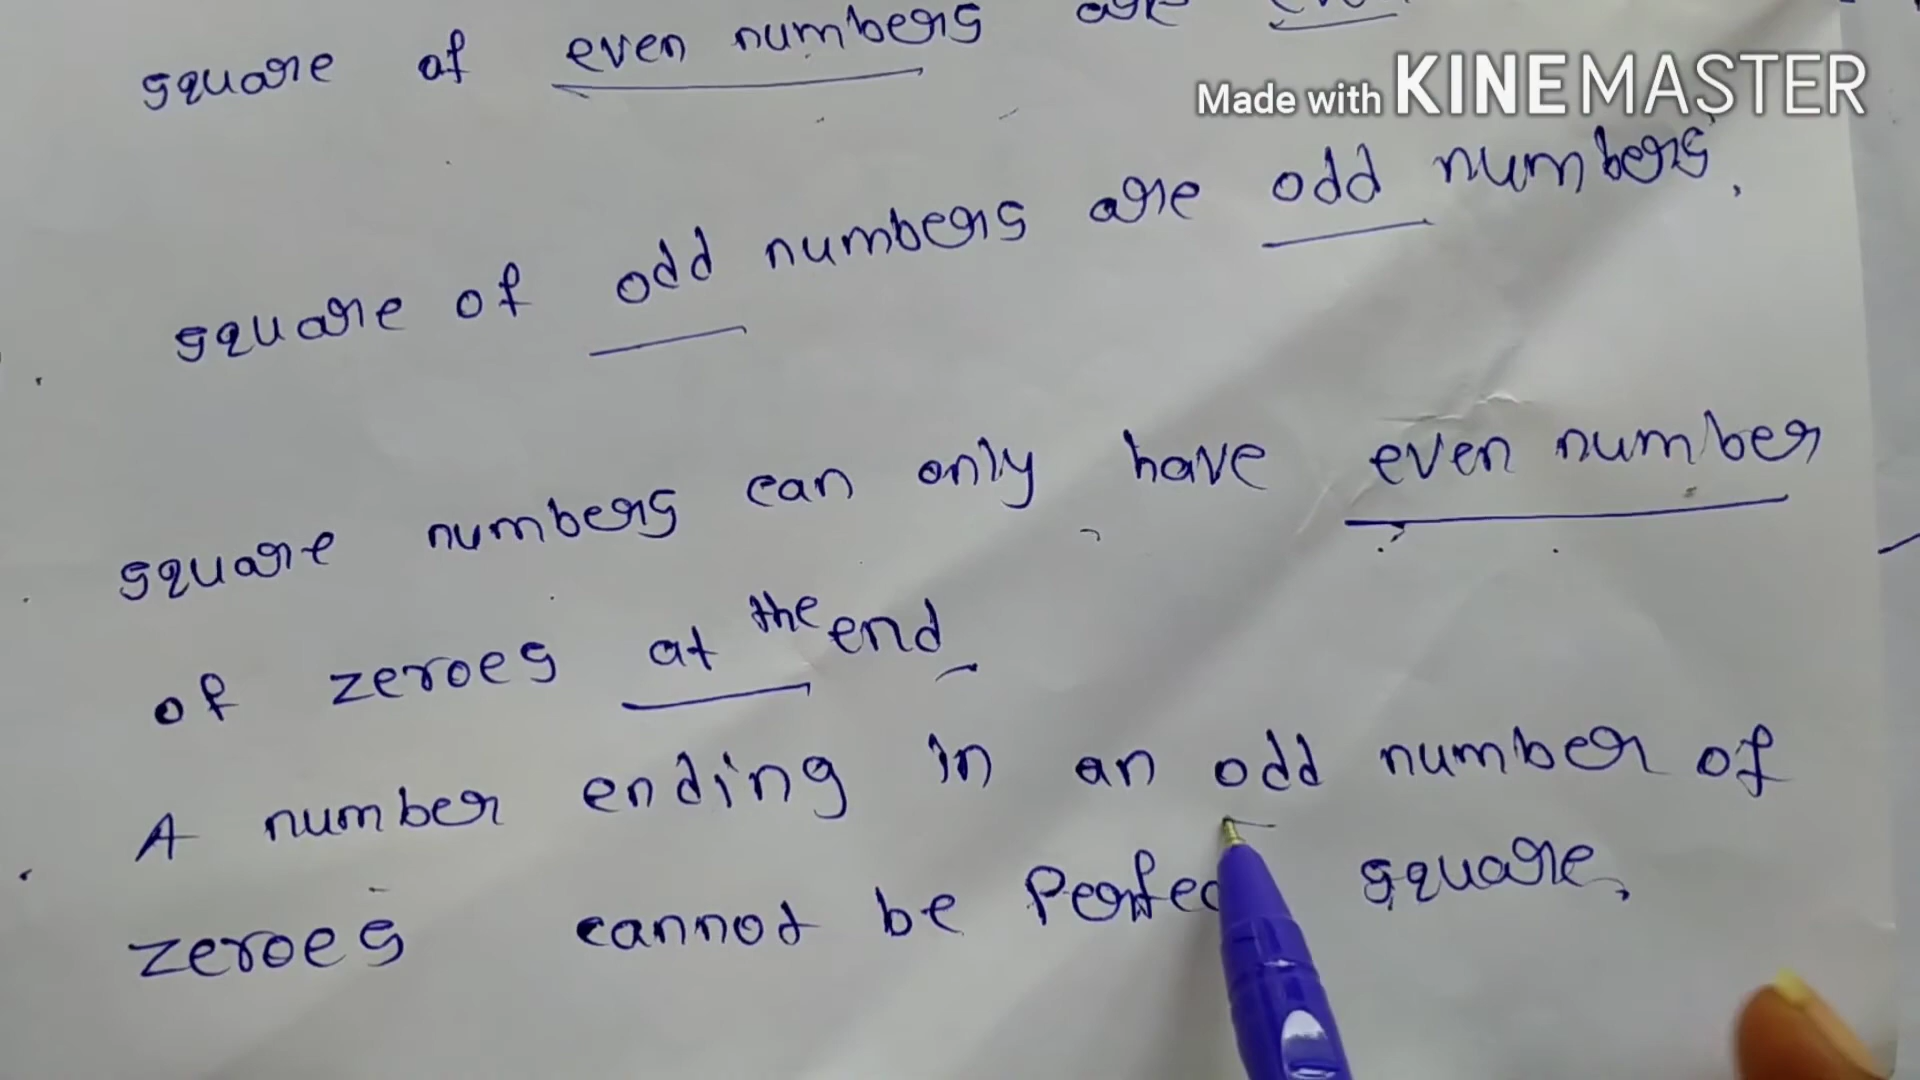 square of even numbers are
Made with KINEMASTER
square of odd numbers are odd numbers.
square numbers can only have even number
of zeroes at the end
A number ending in an odd number of
zeroes cannot be square.